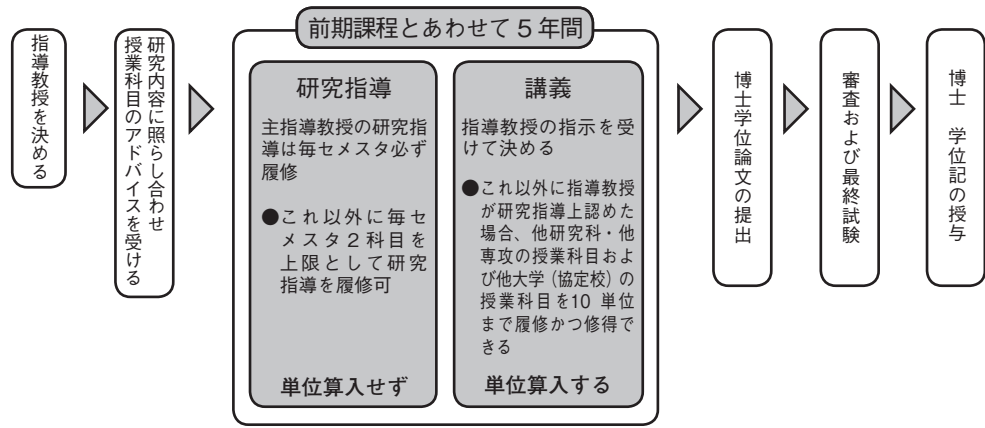 指導教授を決める
研究内容に照らし合わせ
授業科目のアドバイスを受ける
前期課程とあわせて5年間
研究指導
主指導教授の研究指
導は毎セメスタ必ず
履修
●これ以外に毎セ
メスタ2科目を
上限として研究
指導を履修可
単位算入せず
講義
指導教授の指示を受
けて決める
●これ以外に指導教授
が研究指導上認めた
場合、他研究科・他
専攻の授業科目およ
び他大学(協定校)の
授業科目を10 単位
まで履修かつ修得で
きる
単位算入する
博士学位論文の提出
審査および最終試験
博士 学位記の授与